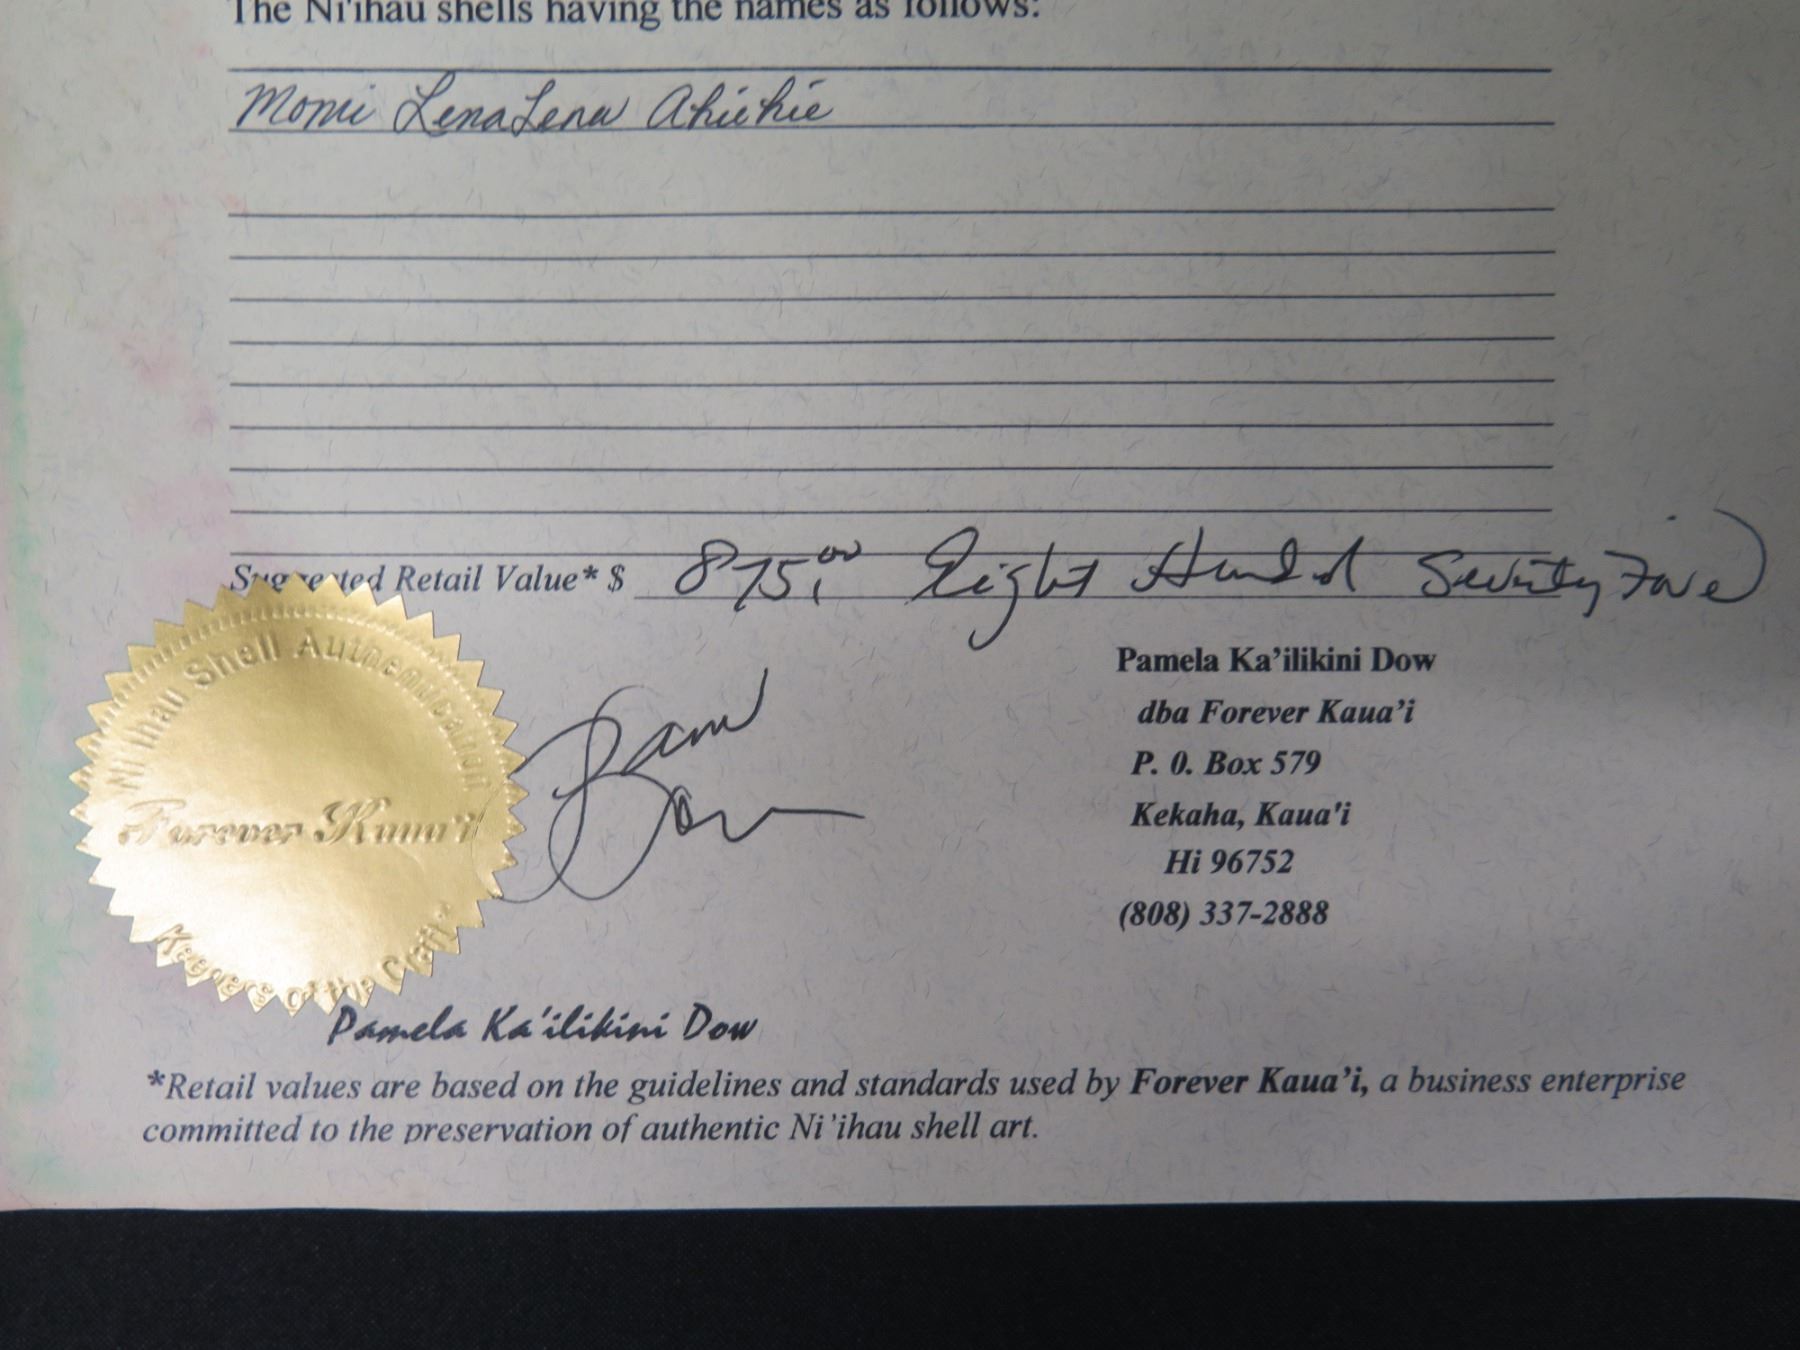 The Ni'ihau shells having the names as follows:
Momi LenaLena Ahiehie
Suggested Retail Value* $ 875.00 Eight Hundred Seventy Five
Ni'ihau Shell Authentication
Forever Kaua'i
Keepers of the Craft
Pam Dow
Pamela Ka'ilikini Dow
Pamela Ka’ilikini Dow
dba Forever Kaua’i
P. O. Box 579
Kekaha, Kaua'i
Hi 96752
(808) 337-2888
*Retail values are based on the guidelines and standards used by Forever Kaua’i, a business enterprise
committed to the preservation of authentic Ni'ihau shell art.